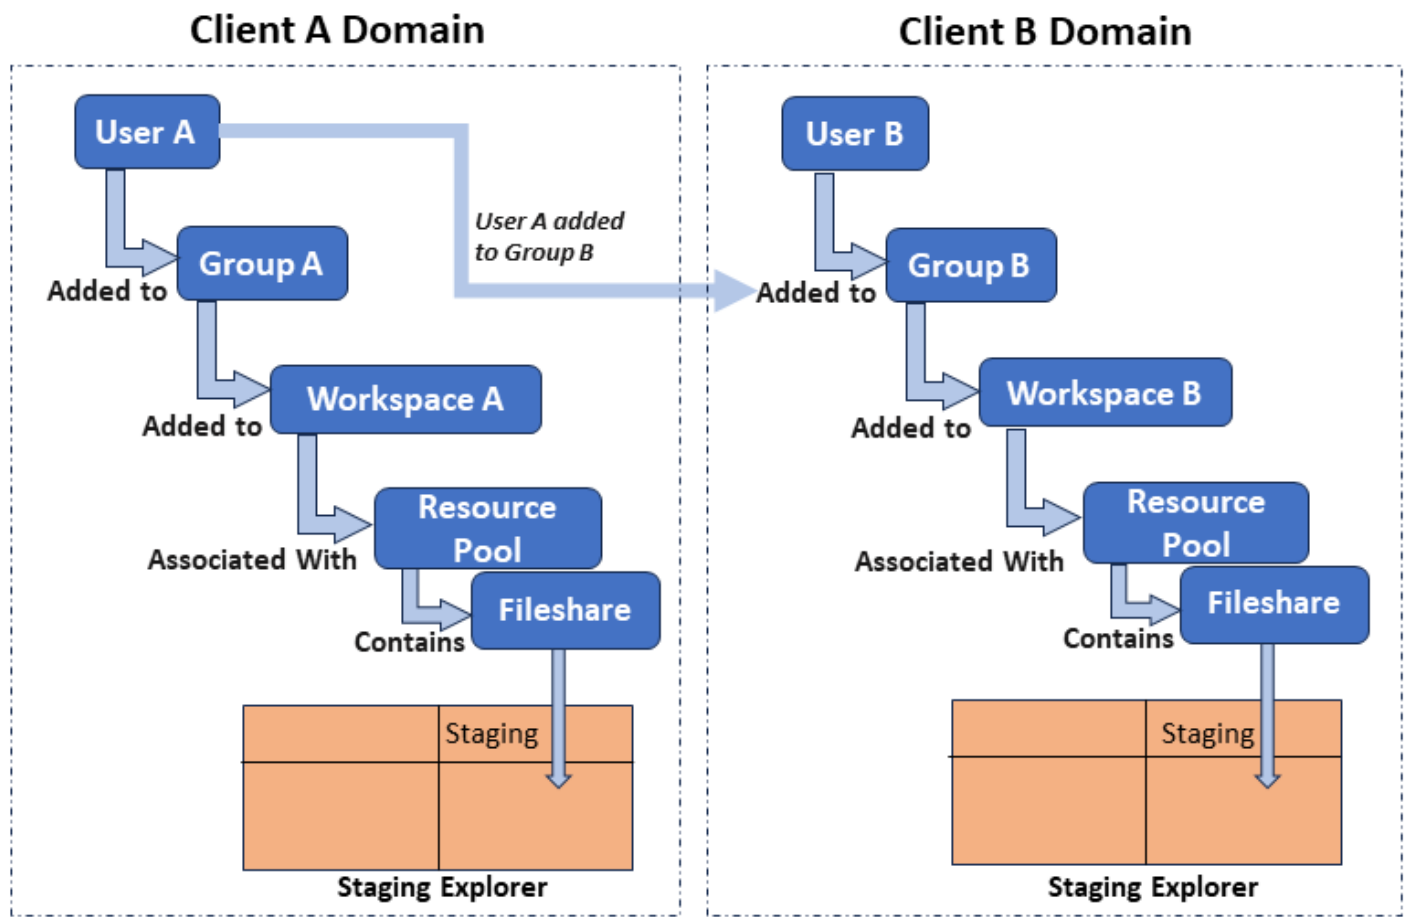 Client A Domain
User A
Group A
Added to
User A added
to Group B
Workspace A
Added to
Resource
Pool
Associated With
Fileshare
Contains
Staging
Staging Explorer
Client B Domain
User B
Group B
Added to
Workspace B
Added to
Resource
Pool
Associated With
Fileshare
Contains
Staging
Staging Explorer